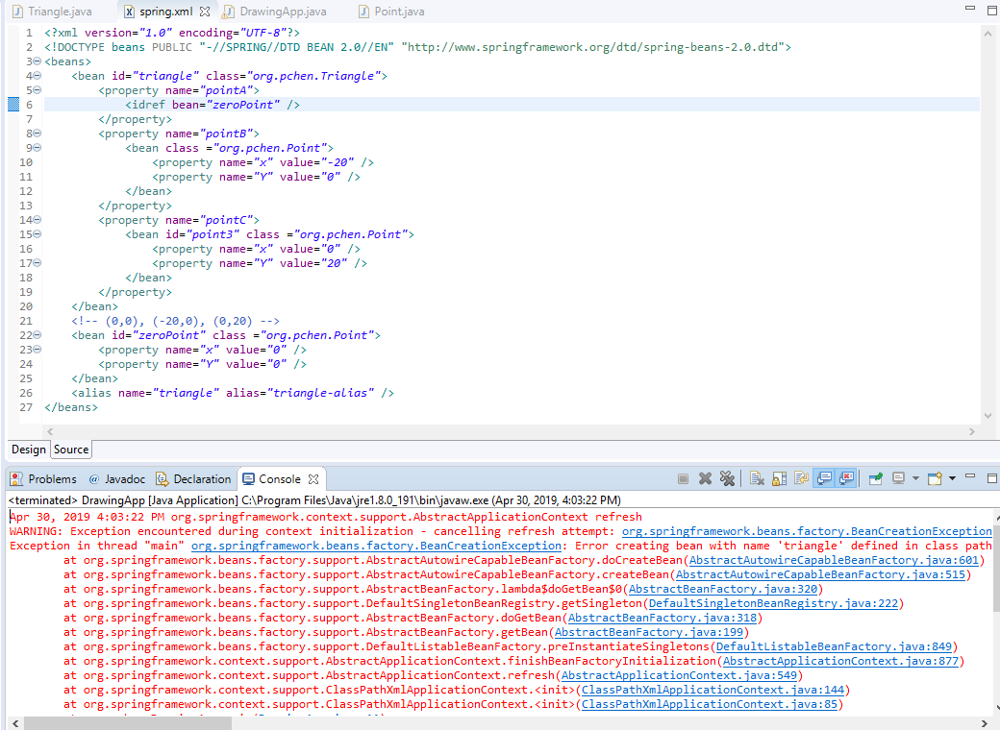 Triangle.java spring.xml DrawingApp.java Point.java
1 <?xml version="1.0" encoding="UTF-8"?>
2 <!DOCTYPE beans PUBLIC "-//SPRING//DTD BEAN 2.0//EN" "http://www.springframework.org/dtd/spring-beans-2.0.dtd">
3 <beans>
4 <bean id="triangle" class="org.pchen.Triangle">
5 <property name="pointA">
6 <idref bean="zeroPoint" />
7 </property>
8 <property name="pointB">
9 <bean class ="org.pchen.Point">
10 <property name="x" value="-20" />
11 <property name="Y" value="0" />
12 </bean>
13 </property>
14 <property name="pointC">
15 <bean id="point3" class ="org.pchen.Point">
16 <property name="x" value="0" />
17 <property name="Y" value="20" />
18 </bean>
19 </property>
20 </bean>
21 <!-- (0,0), (-20,0), (0,20) -->
22 <bean id="zeroPoint" class ="org.pchen.Point">
23 <property name="x" value="0" />
24 <property name="Y" value="0" />
25 </bean>
26 <alias name="triangle" alias="triangle-alias" />
27 </beans>
Design Source
Problems @ Javadoc Declaration Console
<terminated> DrawingApp [Java Application] C:\Program Files\Java\jre1.8.0_191\bin\javaw.exe (Apr 30, 2019, 4:03:22 PM)
Apr 30, 2019 4:03:22 PM org.springframework.context.support.AbstractApplicationContext refresh
WARNING: Exception encountered during context initialization - cancelling refresh attempt: org.springframework.beans.factory.BeanCreationException
Exception in thread "main" org.springframework.beans.factory.BeanCreationException: Error creating bean with name 'triangle' defined in class path
at org.springframework.beans.factory.support.AbstractAutowireCapableBeanFactory.doCreateBean(AbstractAutowireCapableBeanFactory.java:601)
at org.springframework.beans.factory.support.AbstractAutowireCapableBeanFactory.createBean(AbstractAutowireCapableBeanFactory.java:515)
at org.springframework.beans.factory.support.AbstractBeanFactory.lambda$doGetBean$0(AbstractBeanFactory.java:320)
at org.springframework.beans.factory.support.DefaultSingletonBeanRegistry.getSingleton(DefaultSingletonBeanRegistry.java:222)
at org.springframework.beans.factory.support.AbstractBeanFactory.doGetBean(AbstractBeanFactory.java:318)
at org.springframework.beans.factory.support.AbstractBeanFactory.getBean(AbstractBeanFactory.java:199)
at org.springframework.beans.factory.support.DefaultListableBeanFactory.preInstantiateSingletons(DefaultListableBeanFactory.java:849)
at org.springframework.context.support.AbstractApplicationContext.finishBeanFactoryInitialization(AbstractApplicationContext.java:877)
at org.springframework.context.support.AbstractApplicationContext.refresh(AbstractApplicationContext.java:549)
at org.springframework.context.support.ClassPathXmlApplicationContext.<init>(ClassPathXmlApplicationContext.java:144)
at org.springframework.context.support.ClassPathXmlApplicationContext.<init>(ClassPathXmlApplicationContext.java:85)